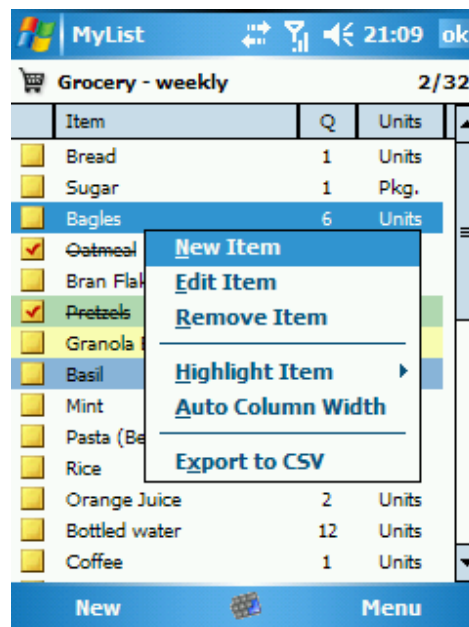 MyList 21:09 ok
Grocery - weekly 2/32
Item Q Units
Bread 1 Units
Sugar 1 Pkg.
Bagles 6 Units
Oatmeal
New Item
Bran Flak
Edit Item
Pretzels
Remove Item
Granola
Basil
Highlight Item
Mint
Auto Column Width
Pasta (Be
Rice
Export to CSV
Orange Juice 2 Units
Bottled water 12 Units
Coffee 1 Units
New Menu